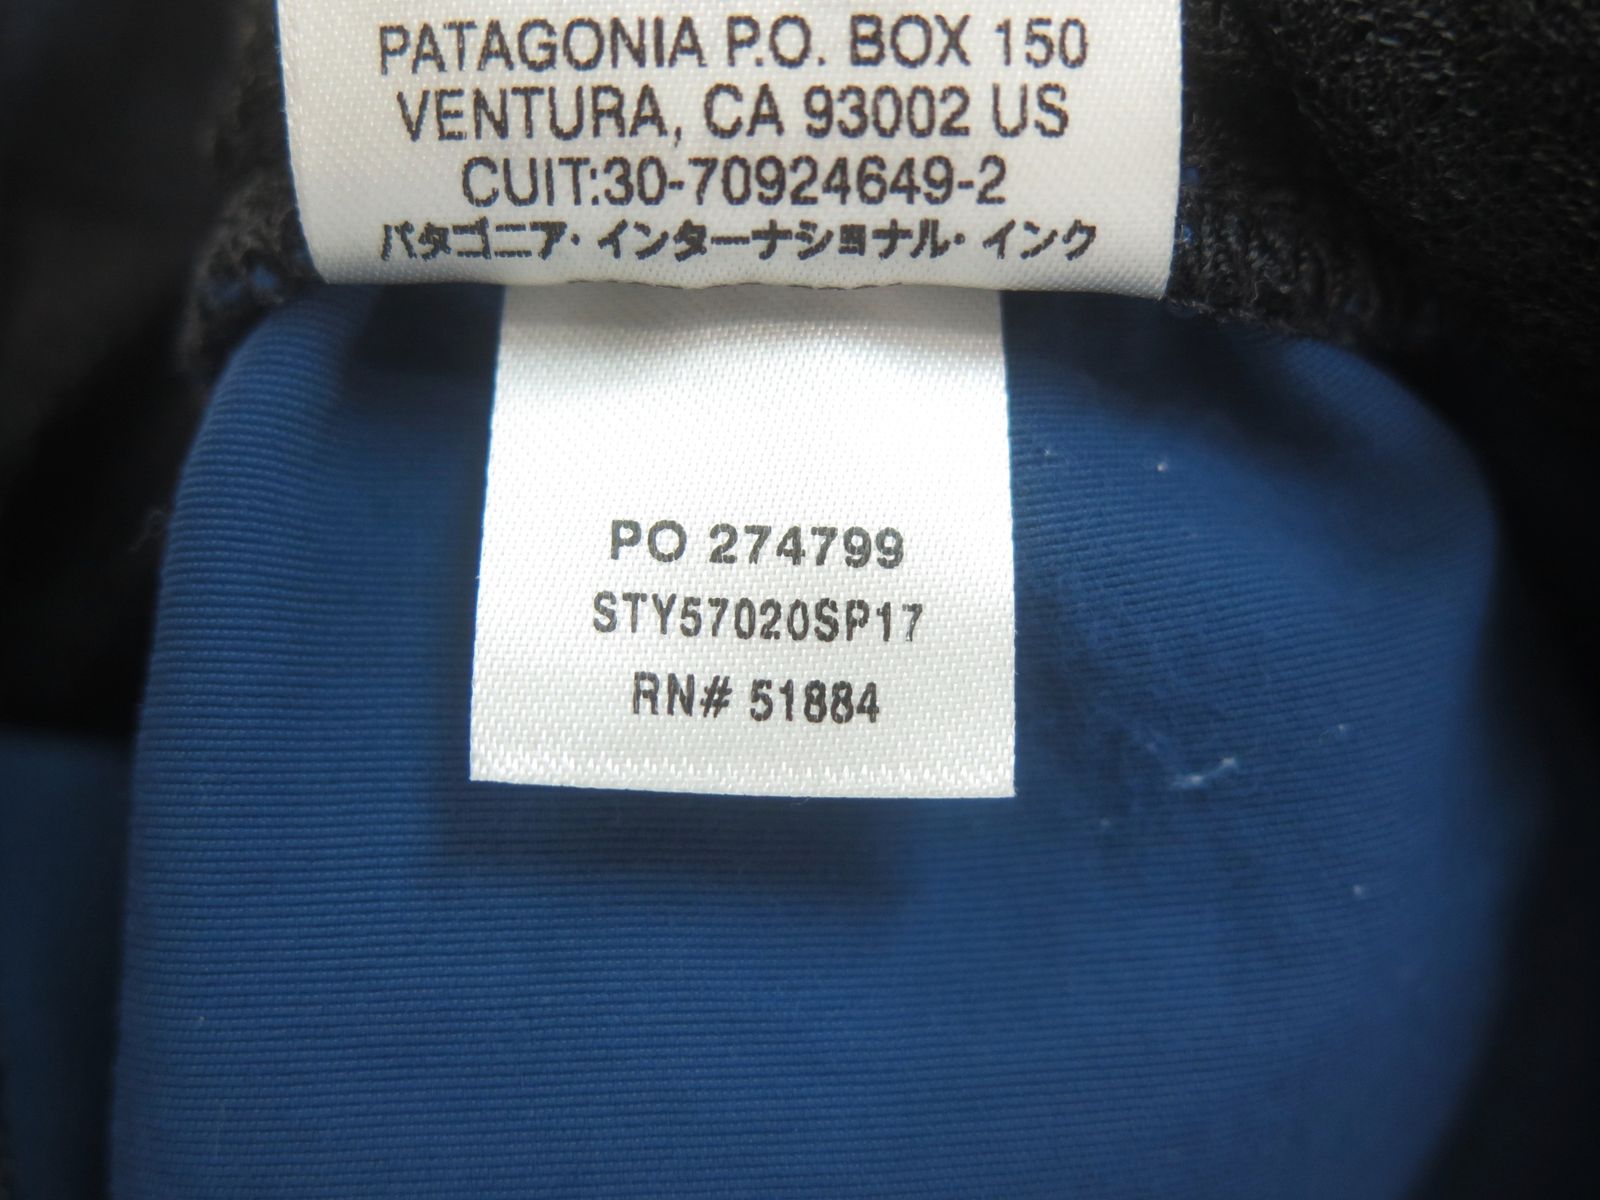 PATAGONIA P.O. BOX 150
VENTURA, CA 93002 US
CUIT:30-70924649-2
パタゴニア・インターナショナル・インク
PO 274799
STY57020SP17
RN# 51884